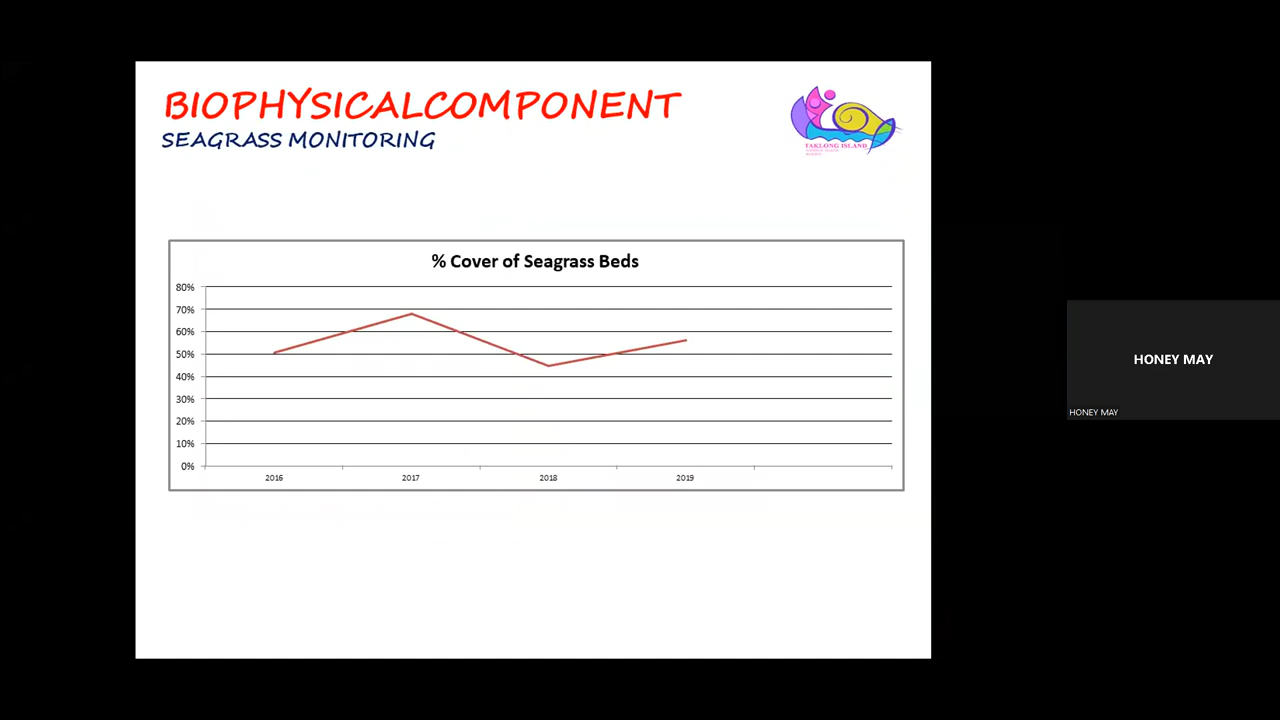 BIOPHYSICALCOMPONENT
SEAGRASS MONITORING
TAKLONG ISLAND
% Cover of Seagrass Beds
80%
70%
60%
50%
40%
30%
20%
10%
0%
2016 2017 2018 2019
HONEY MAY
HONEY MAY